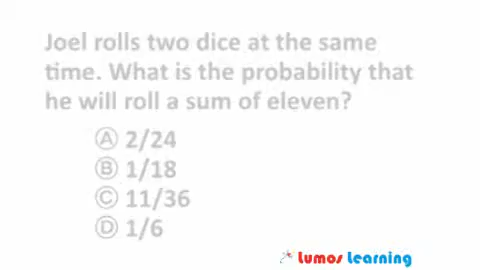 Joel rolls two dice at the same
time. What is the probability that
he will roll a sum of eleven?
Ⓐ 2/24
Ⓑ 1/18
Ⓒ 11/36
Ⓓ 1/6
Lumos Learning